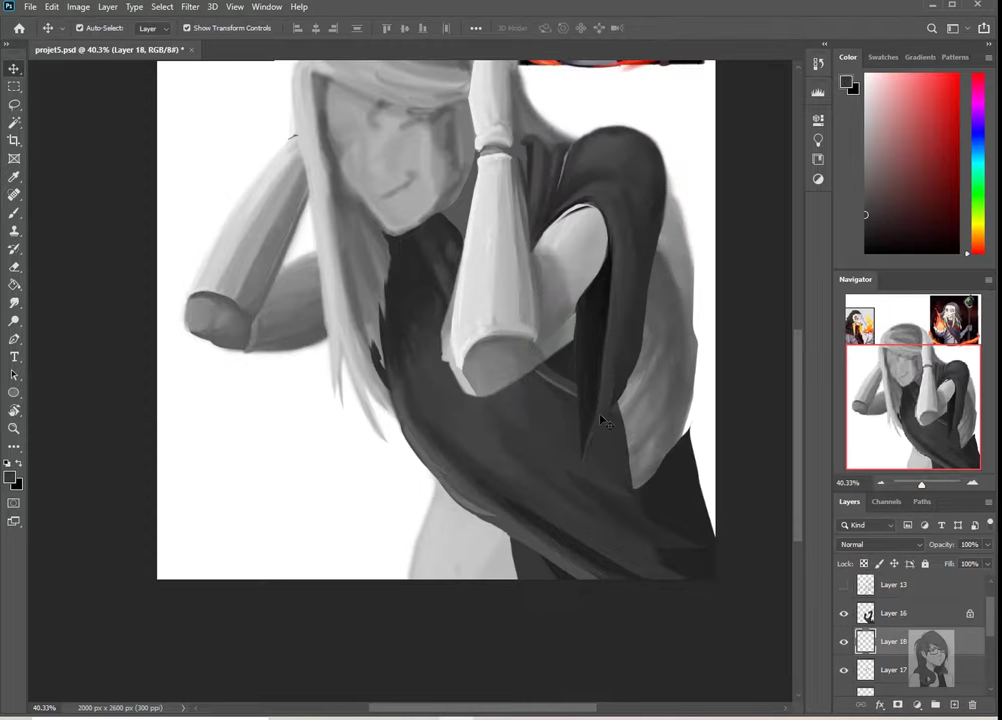 Ps File Edit Image Layer Type Select Filter 3D View Window Help
Auto-Select: Layer Show Transform Controls 3D Mode:
projet5.psd @ 40.3% (Layer 18, RGB/8#) *
Color Swatches Gradients Patterns
Navigator
40.33%
Layers Channels Paths
Kind
Normal Opacity: 100%
Lock: Fill: 100%
Layer 13
Layer 16
Layer 18
Layer 17
40.33% 2000 px x 2600 px (300 ppi)